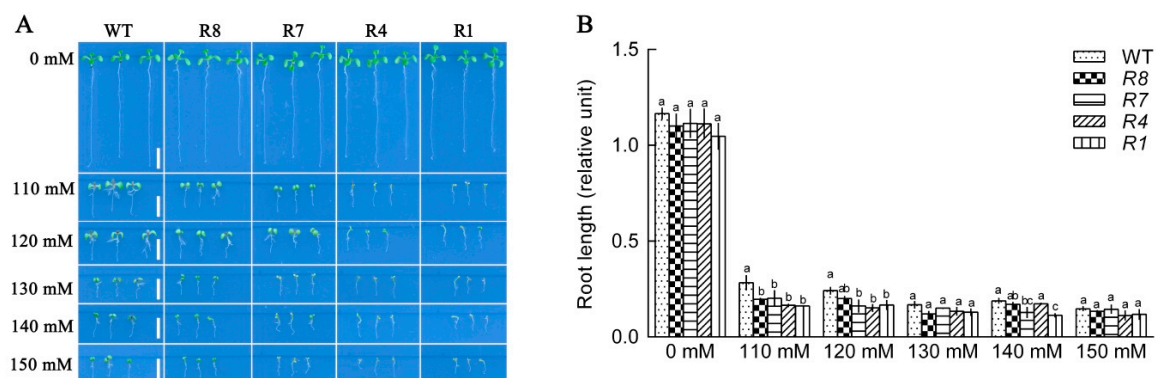 A
WT R8 R7 R4 R1
0 mM
110 mM
120 mM
130 mM
140 mM
150 mM
B
Root length (relative unit)
1.5
1.0
0.5
0.0
WT
R8
R7
R4
R1
a a a a a
a b b b b
a ab b b b
a a a a a
a ab bc a c
a a a a a
0 mM 110 mM 120 mM 130 mM 140 mM 150 mM